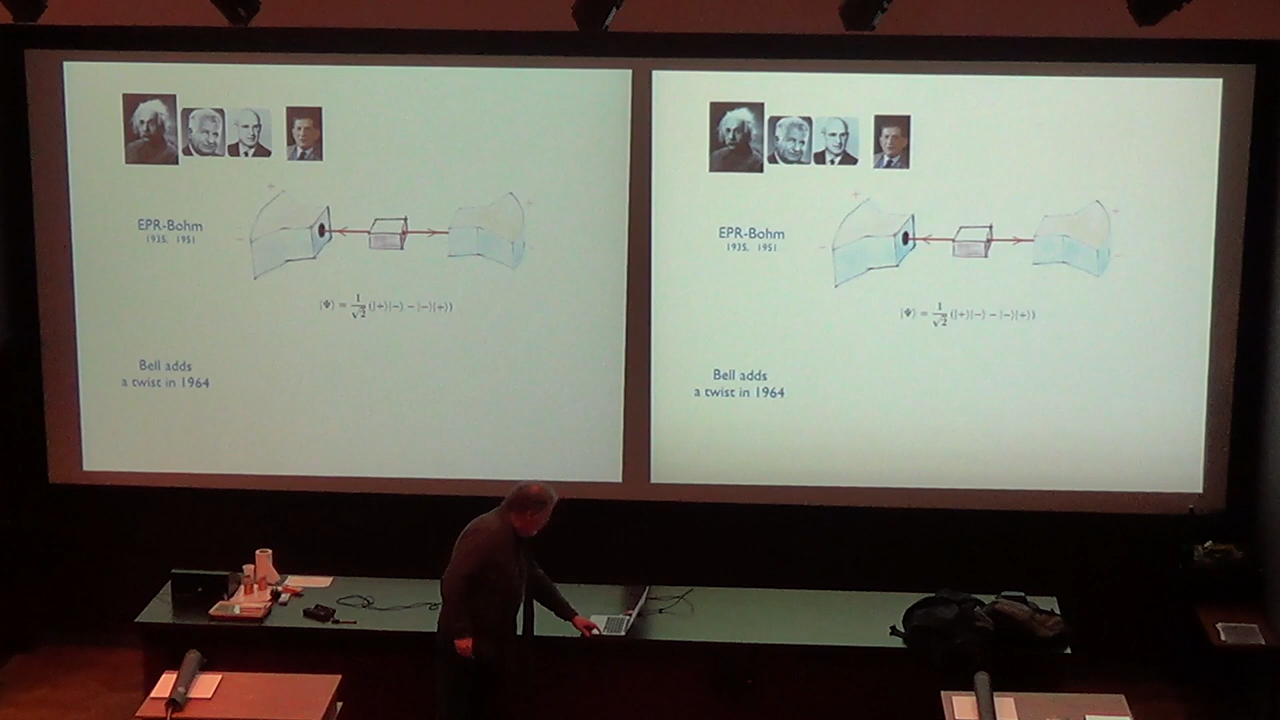 EPR-Bohm
1935, 1951
|Ψ⟩ = 1/√2 (|+⟩|−⟩ − |−⟩|+⟩)
Bell adds
a twist in 1964
EPR-Bohm
1935, 1951
|Ψ⟩ = 1/√2 (|+⟩|−⟩ − |−⟩|+⟩)
Bell adds
a twist in 1964